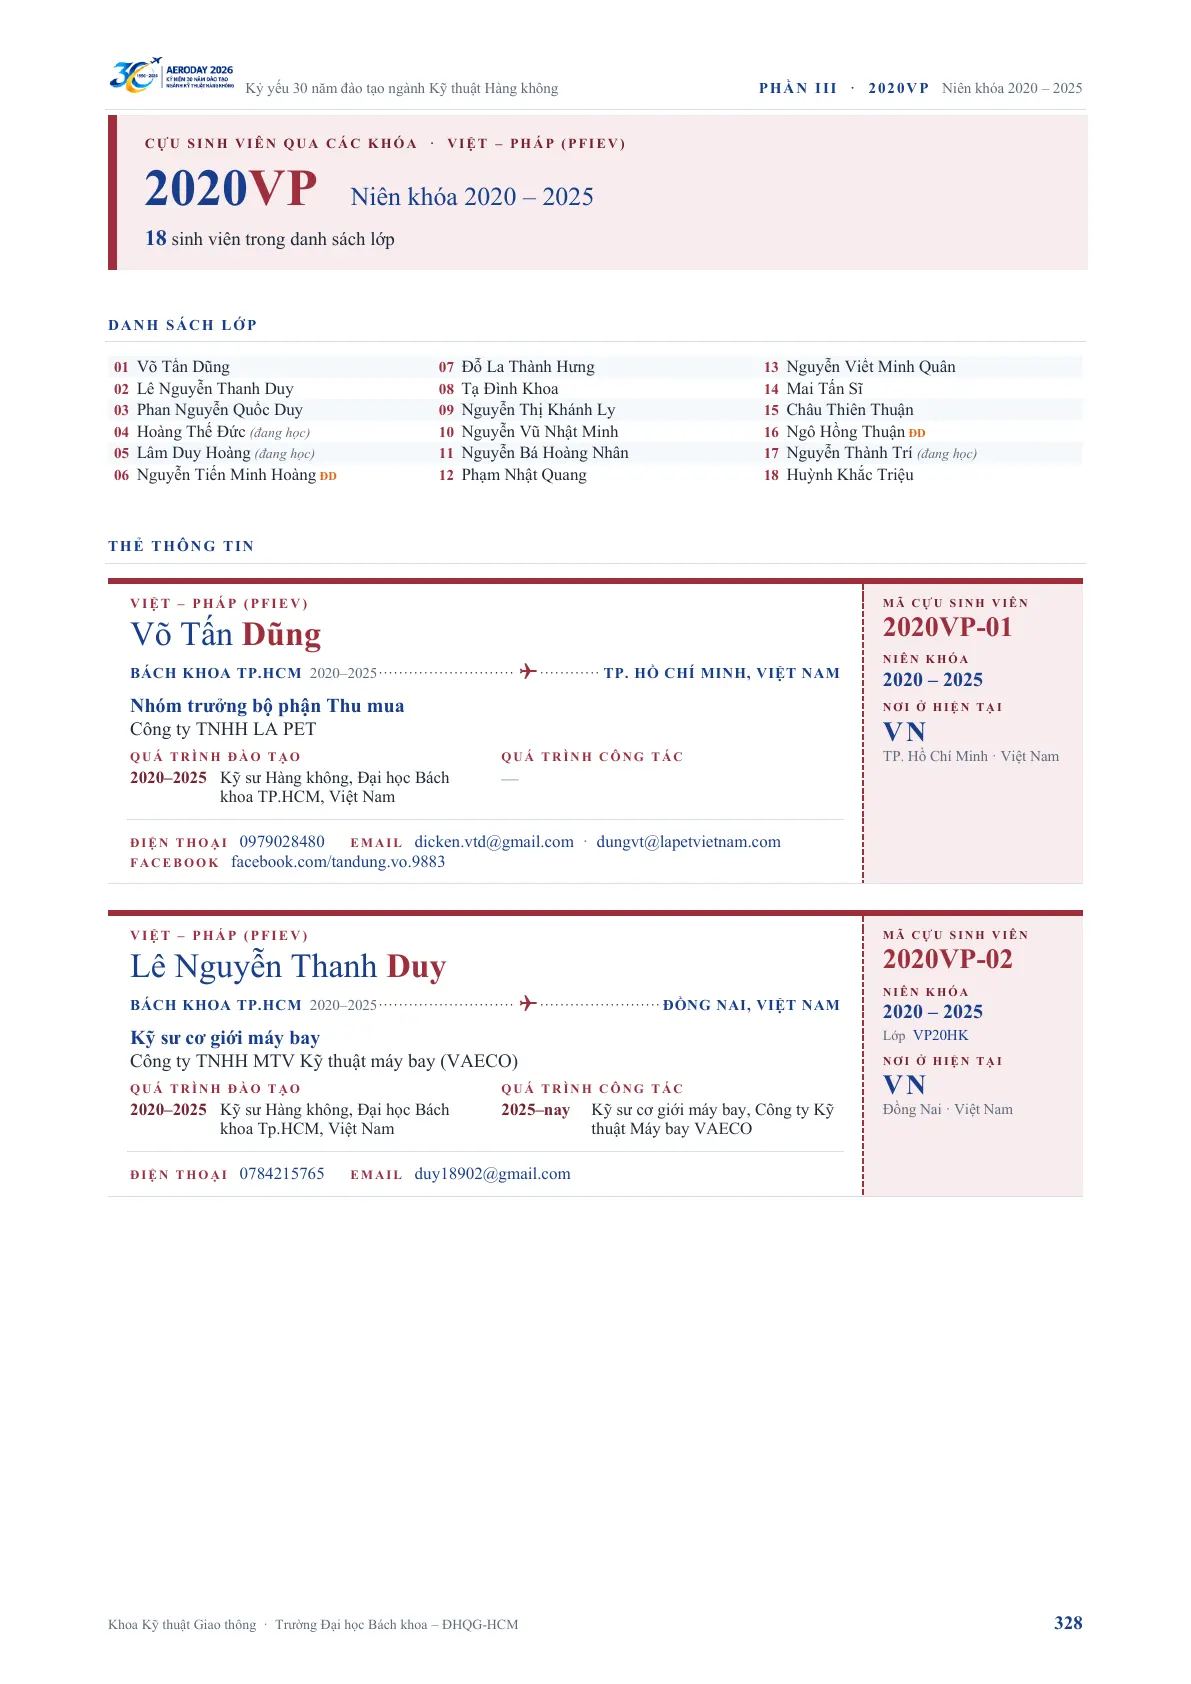 30
1996 - 2026
AERODAY 2026
KỶ NIỆM 30 NĂM ĐÀO TẠO
NGÀNH KỸ THUẬT HÀNG KHÔNG
Kỷ yếu 30 năm đào tạo ngành Kỹ thuật Hàng không
PHẦN III · 2020VP Niên khóa 2020 – 2025
CỰU SINH VIÊN QUA CÁC KHÓA · VIỆT – PHÁP (PFIEV)
2020VP Niên khóa 2020 – 2025
18 sinh viên trong danh sách lớp
DANH SÁCH LỚP
01 Võ Tấn Dũng
02 Lê Nguyễn Thanh Duy
03 Phan Nguyễn Quốc Duy
04 Hoàng Thế Đức (đang học)
05 Lâm Duy Hoàng (đang học)
06 Nguyễn Tiến Minh Hoàng ĐD
07 Đỗ La Thành Hưng
08 Tạ Đình Khoa
09 Nguyễn Thị Khánh Ly
10 Nguyễn Vũ Nhật Minh
11 Nguyễn Bá Hoàng Nhân
12 Phạm Nhật Quang
13 Nguyễn Viết Minh Quân
14 Mai Tấn Sĩ
15 Châu Thiên Thuận
16 Ngô Hồng Thuận ĐD
17 Nguyễn Thành Trí (đang học)
18 Huỳnh Khắc Triệu
THẺ THÔNG TIN
VIỆT – PHÁP (PFIEV)
Võ Tấn Dũng
BÁCH KHOA TP.HCM 2020–2025 TP. HỒ CHÍ MINH, VIỆT NAM
Nhóm trưởng bộ phận Thu mua
Công ty TNHH LA PET
QUÁ TRÌNH ĐÀO TẠO
2020–2025 Kỹ sư Hàng không, Đại học Bách
khoa TP.HCM, Việt Nam
QUÁ TRÌNH CÔNG TÁC
—
ĐIỆN THOẠI 0979028480 EMAIL dicken.vtd@gmail.com · dungvt@lapetvietnam.com
FACEBOOK facebook.com/tandung.vo.9883
MÃ CỰU SINH VIÊN
2020VP-01
NIÊN KHÓA
2020 – 2025
NƠI Ở HIỆN TẠI
VN
TP. Hồ Chí Minh · Việt Nam
VIỆT – PHÁP (PFIEV)
Lê Nguyễn Thanh Duy
BÁCH KHOA TP.HCM 2020–2025 ĐỒNG NAI, VIỆT NAM
Kỹ sư cơ giới máy bay
Công ty TNHH MTV Kỹ thuật máy bay (VAECO)
QUÁ TRÌNH ĐÀO TẠO
2020–2025 Kỹ sư Hàng không, Đại học Bách
khoa Tp.HCM, Việt Nam
QUÁ TRÌNH CÔNG TÁC
2025–nay Kỹ sư cơ giới máy bay, Công ty Kỹ
thuật Máy bay VAECO
ĐIỆN THOẠI 0784215765 EMAIL duy18902@gmail.com
MÃ CỰU SINH VIÊN
2020VP-02
NIÊN KHÓA
2020 – 2025
Lớp VP20HK
NƠI Ở HIỆN TẠI
VN
Đồng Nai · Việt Nam
Khoa Kỹ thuật Giao thông · Trường Đại học Bách khoa – ĐHQG-HCM
328